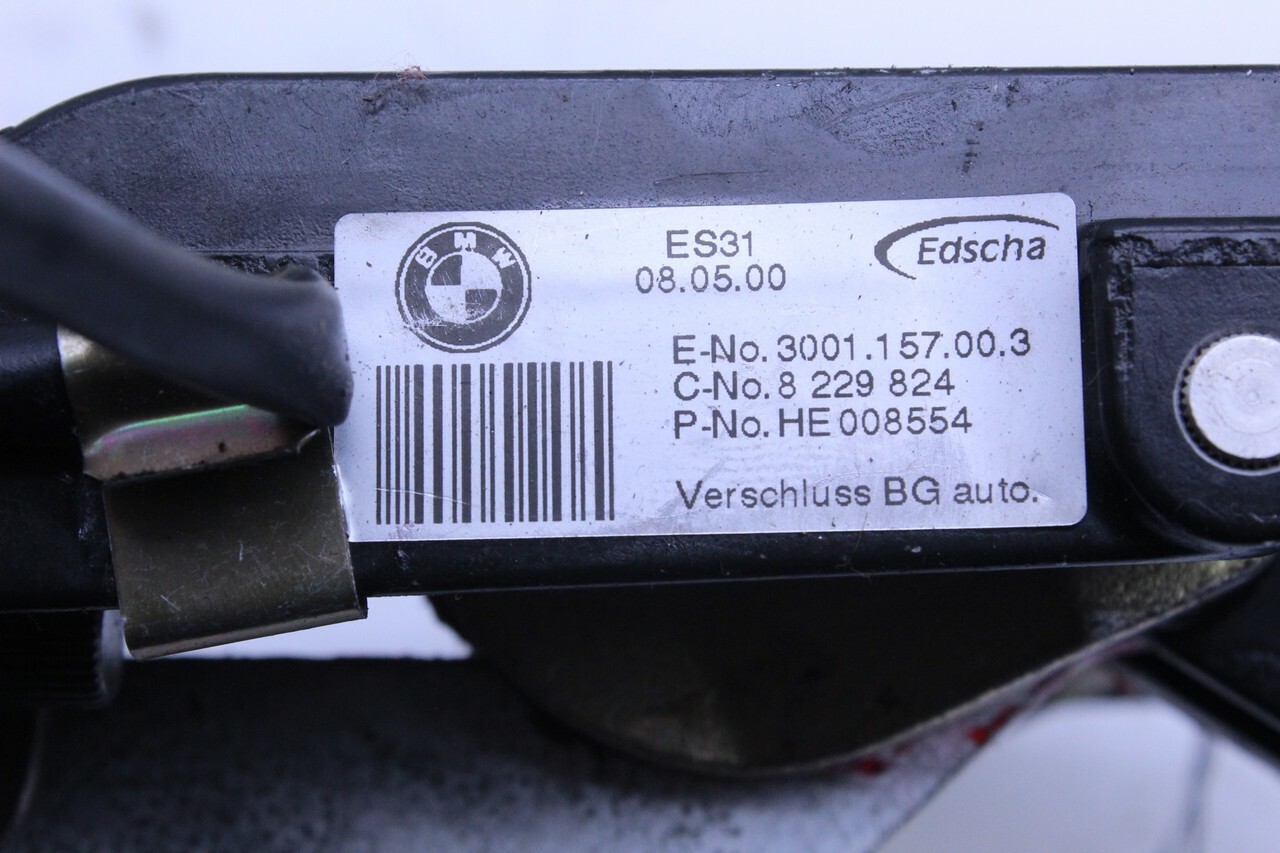 BMW
ES31
08.05.00
Edscha
E-No. 3001.157.00.3
C-No. 8 229 824
P-No. HE 008554
Verschluss BG auto.